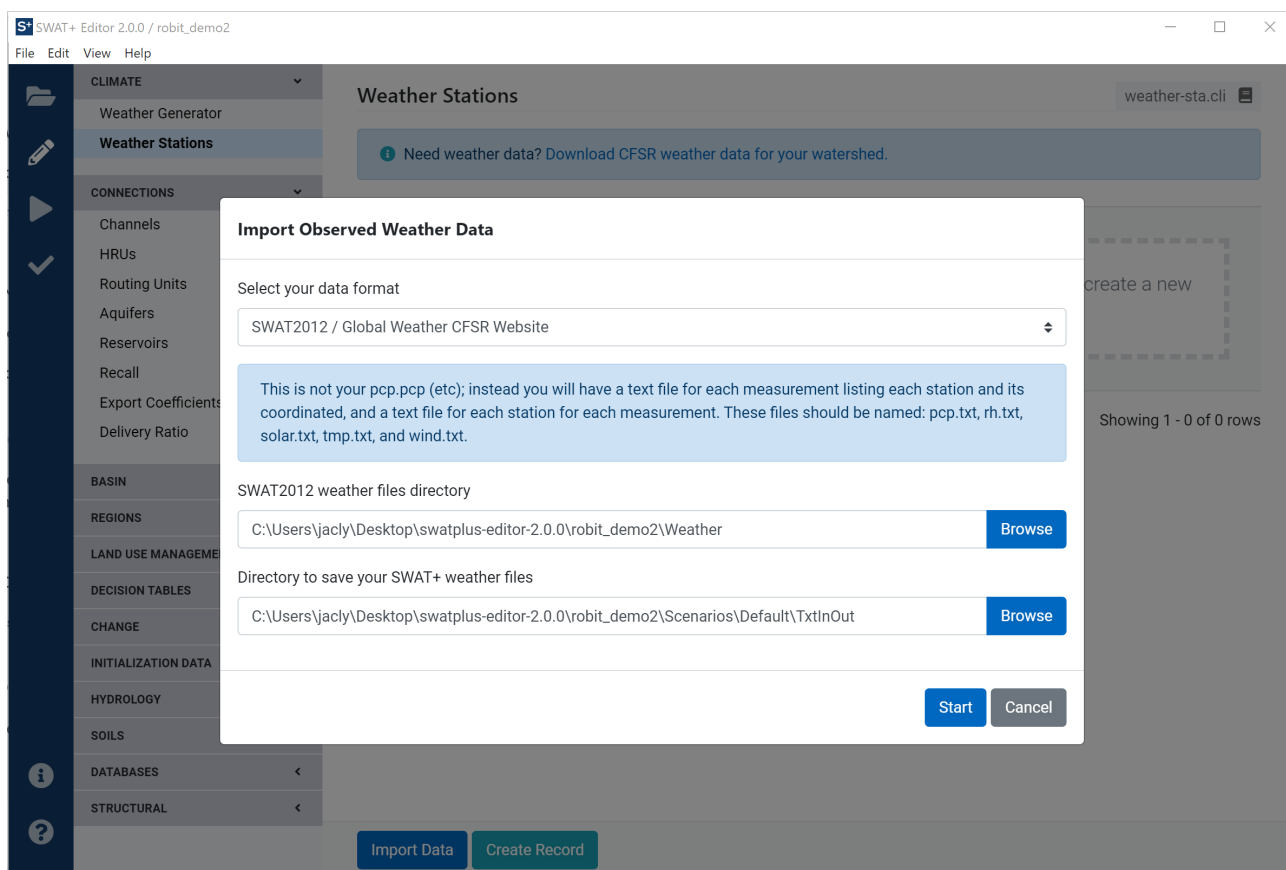 S+ SWAT+ Editor 2.0.0 / robit_demo2
File Edit View Help
CLIMATE
Weather Generator
Weather Stations
CONNECTIONS
Channels
HRUs
Routing Units
Aquifers
Reservoirs
Recall
Export Coefficients
Delivery Ratio
BASIN
REGIONS
LAND USE MANAGEME
DECISION TABLES
CHANGE
INITIALIZATION DATA
HYDROLOGY
SOILS
DATABASES
STRUCTURAL
Weather Stations
weather-sta.cli
Need weather data? Download CFSR weather data for your watershed.
create a new
Showing 1 - 0 of 0 rows
Import Observed Weather Data
Select your data format
SWAT2012 / Global Weather CFSR Website
This is not your pcp.pcp (etc); instead you will have a text file for each measurement listing each station and its
coordinated, and a text file for each station for each measurement. These files should be named: pcp.txt, rh.txt,
solar.txt, tmp.txt, and wind.txt.
SWAT2012 weather files directory
C:\Users\jacly\Desktop\swatplus-editor-2.0.0\robit_demo2\Weather
Browse
Directory to save your SWAT+ weather files
C:\Users\jacly\Desktop\swatplus-editor-2.0.0\robit_demo2\Scenarios\Default\TxtInOut
Browse
Start Cancel
Import Data Create Record